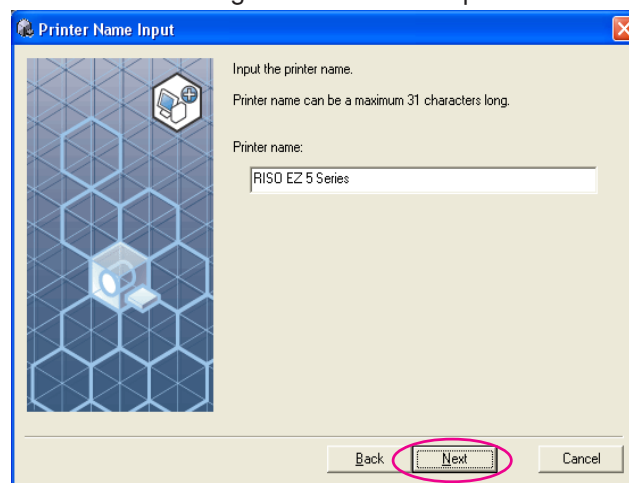 Printer Name Input
Input the printer name.
Printer name can be a maximum 31 characters long.
Printer name:
RISO EZ 5 Series
Back
Next
Cancel